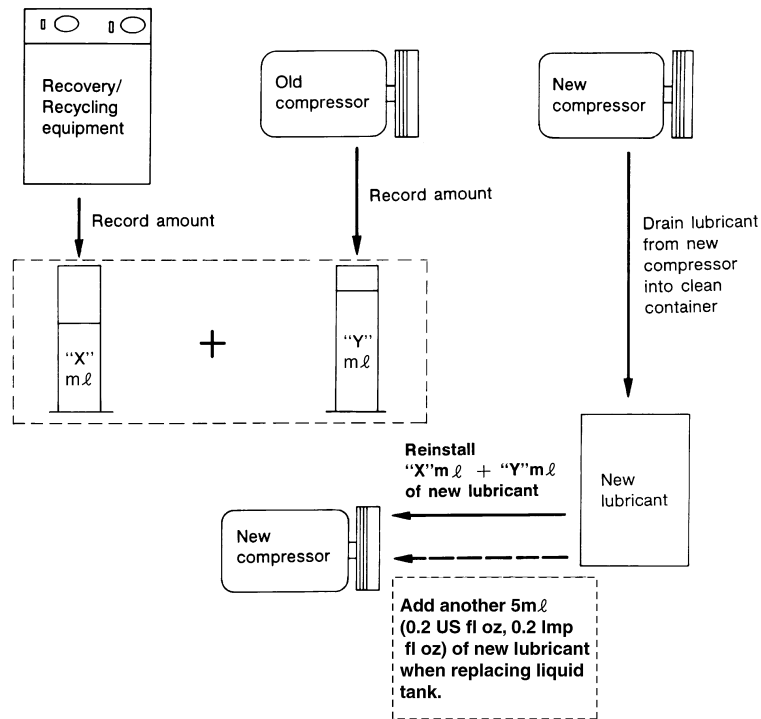 Recovery/
Recycling
equipment
Old
compressor
New
compressor
Record amount
Record amount
Drain lubricant
from new
compressor
into clean
container
“X”
mℓ
+
“Y”
mℓ
Reinstall
“X”mℓ + “Y”mℓ
of new lubricant
New
lubricant
New
compressor
Add another 5mℓ
(0.2 US fl oz, 0.2 Imp
fl oz) of new lubricant
when replacing liquid
tank.